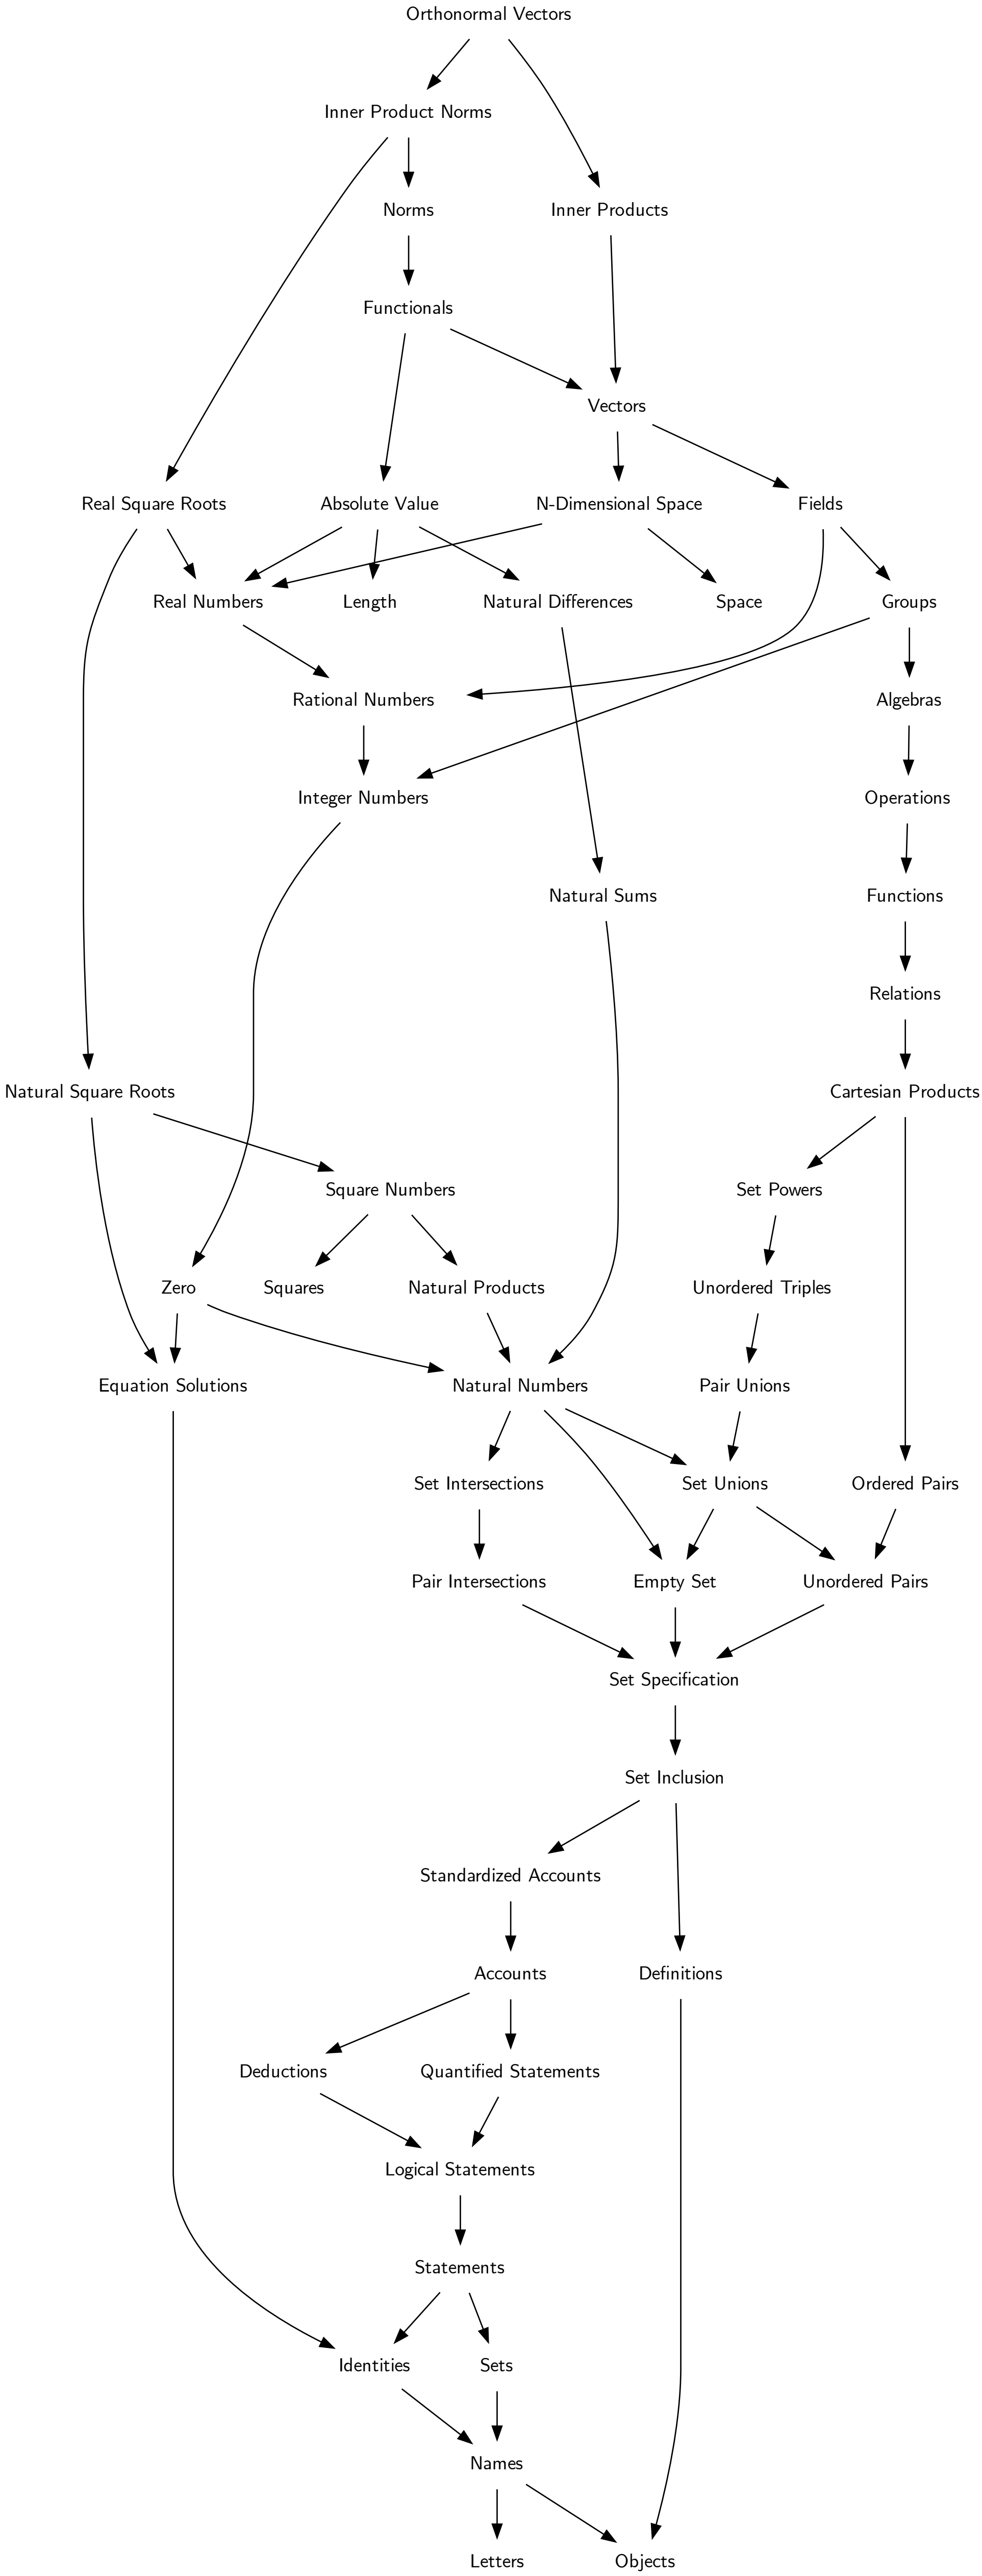 Orthonormal Vectors
Inner Product Norms
Norms
Inner Products
Functionals
Vectors
Real Square Roots
Absolute Value
N-Dimensional Space
Fields
Real Numbers
Length
Natural Differences
Space
Groups
Rational Numbers
Algebras
Integer Numbers
Operations
Natural Sums
Functions
Relations
Natural Square Roots
Cartesian Products
Square Numbers
Set Powers
Zero
Squares
Natural Products
Unordered Triples
Equation Solutions
Natural Numbers
Pair Unions
Set Intersections
Set Unions
Ordered Pairs
Pair Intersections
Empty Set
Unordered Pairs
Set Specification
Set Inclusion
Standardized Accounts
Accounts
Definitions
Deductions
Quantified Statements
Logical Statements
Statements
Identities
Sets
Names
Letters
Objects